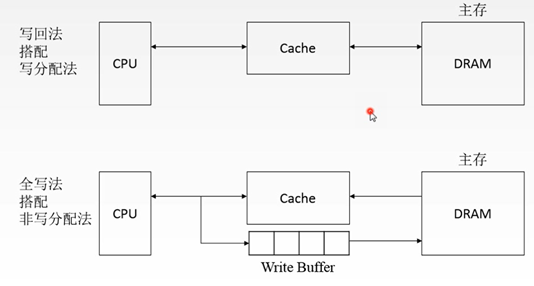 主存
写回法
搭配
写分配法
CPU
Cache
DRAM
主存
全写法
搭配
非写分配法
CPU
Cache
DRAM
Write Buffer